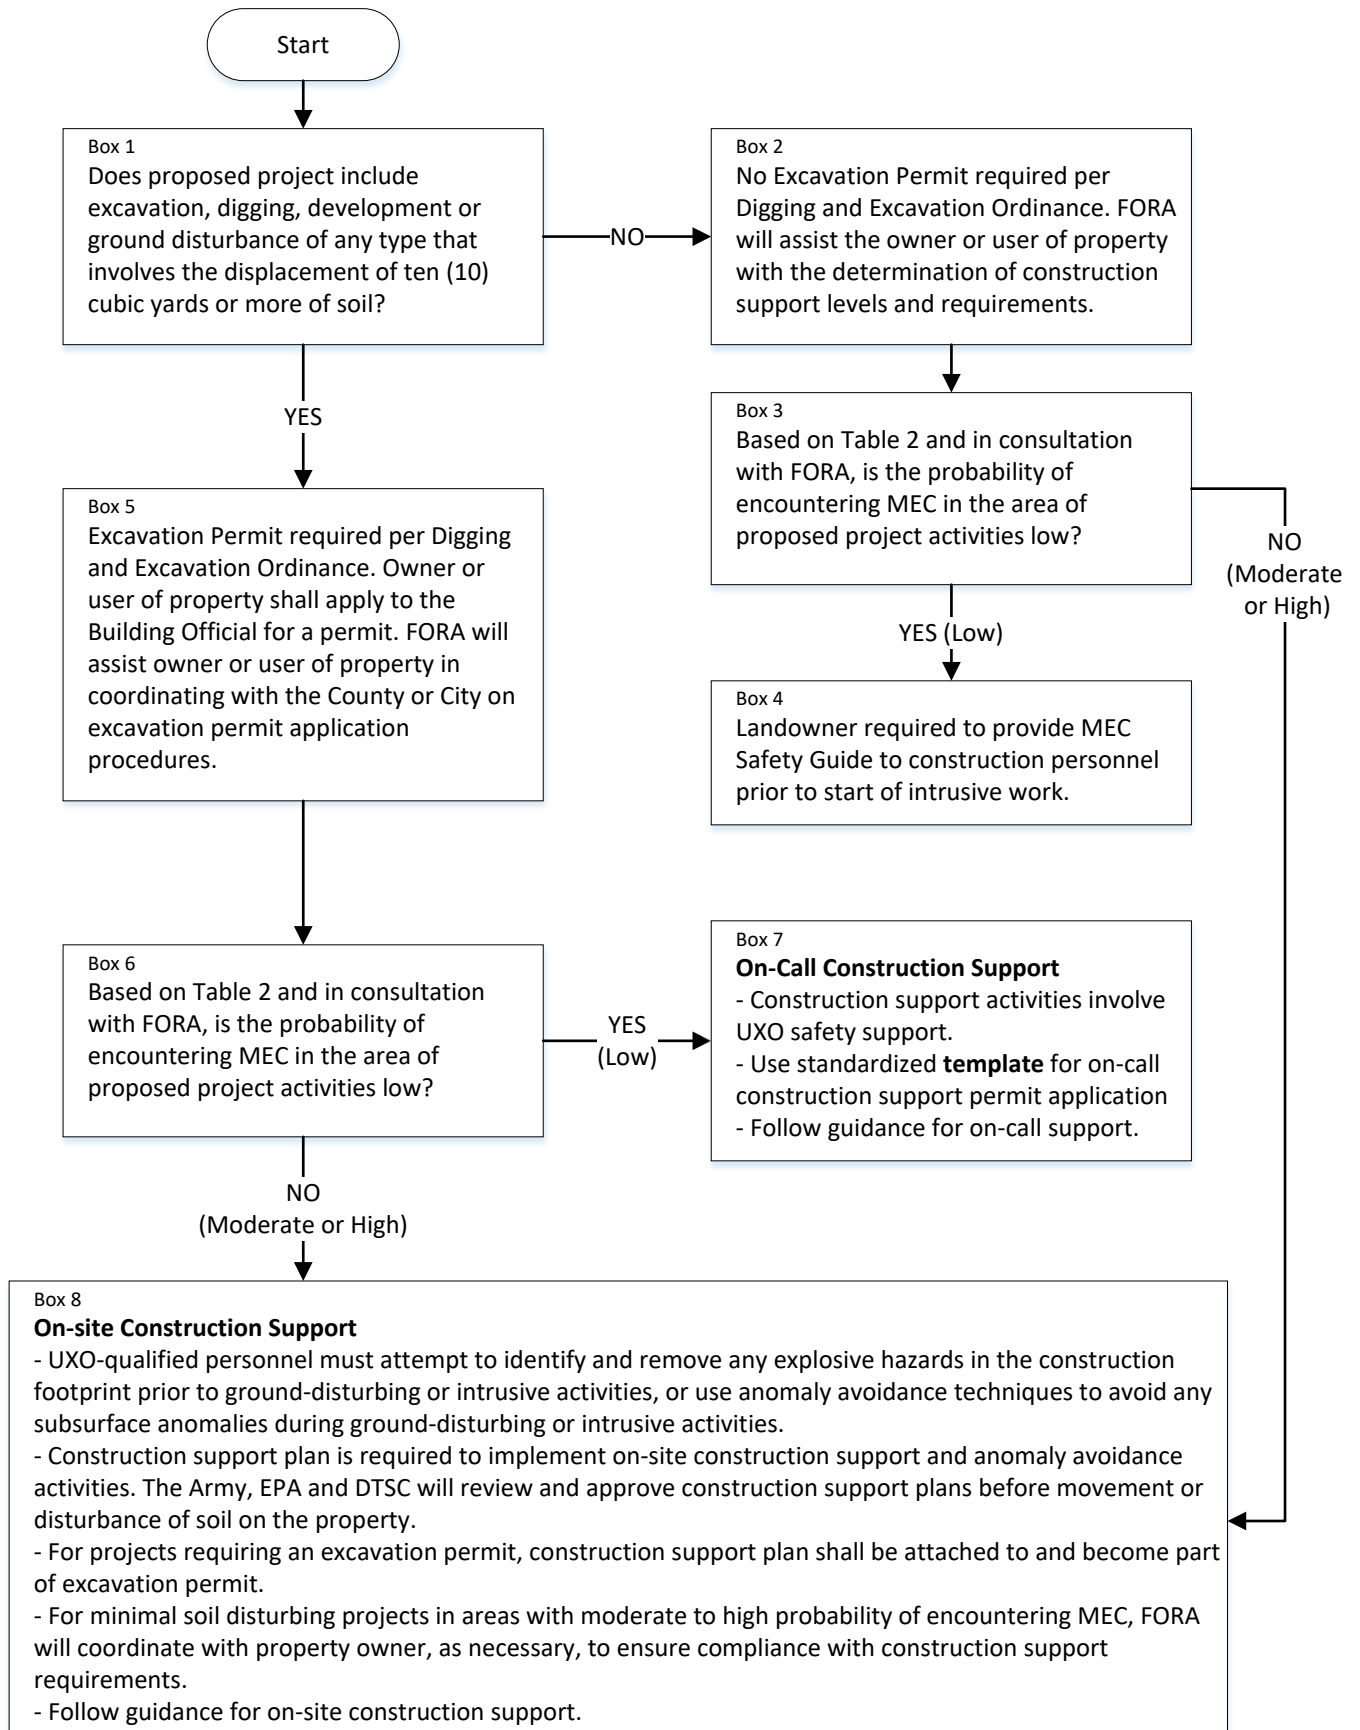 Start
Box 1
Does proposed project include
excavation, digging, development or
ground disturbance of any type that
involves the displacement of ten (10)
cubic yards or more of soil?
NO
Box 2
No Excavation Permit required per
Digging and Excavation Ordinance. FORA
will assist the owner or user of property
with the determination of construction
support levels and requirements.
YES
Box 3
Based on Table 2 and in consultation
with FORA, is the probability of
encountering MEC in the area of
proposed project activities low?
NO
(Moderate
or High)
YES (Low)
Box 4
Landowner required to provide MEC
Safety Guide to construction personnel
prior to start of intrusive work.
Box 5
Excavation Permit required per Digging
and Excavation Ordinance. Owner or
user of property shall apply to the
Building Official for a permit. FORA will
assist owner or user of property in
coordinating with the County or City on
excavation permit application
procedures.
Box 6
Based on Table 2 and in consultation
with FORA, is the probability of
encountering MEC in the area of
proposed project activities low?
YES
(Low)
Box 7
On-Call Construction Support
- Construction support activities involve
UXO safety support.
- Use standardized template for on-call
construction support permit application
- Follow guidance for on-call support.
NO
(Moderate or High)
Box 8
On-site Construction Support
- UXO-qualified personnel must attempt to identify and remove any explosive hazards in the construction
footprint prior to ground-disturbing or intrusive activities, or use anomaly avoidance techniques to avoid any
subsurface anomalies during ground-disturbing or intrusive activities.
- Construction support plan is required to implement on-site construction support and anomaly avoidance
activities. The Army, EPA and DTSC will review and approve construction support plans before movement or
disturbance of soil on the property.
- For projects requiring an excavation permit, construction support plan shall be attached to and become part
of excavation permit.
- For minimal soil disturbing projects in areas with moderate to high probability of encountering MEC, FORA
will coordinate with property owner, as necessary, to ensure compliance with construction support
requirements.
- Follow guidance for on-site construction support.